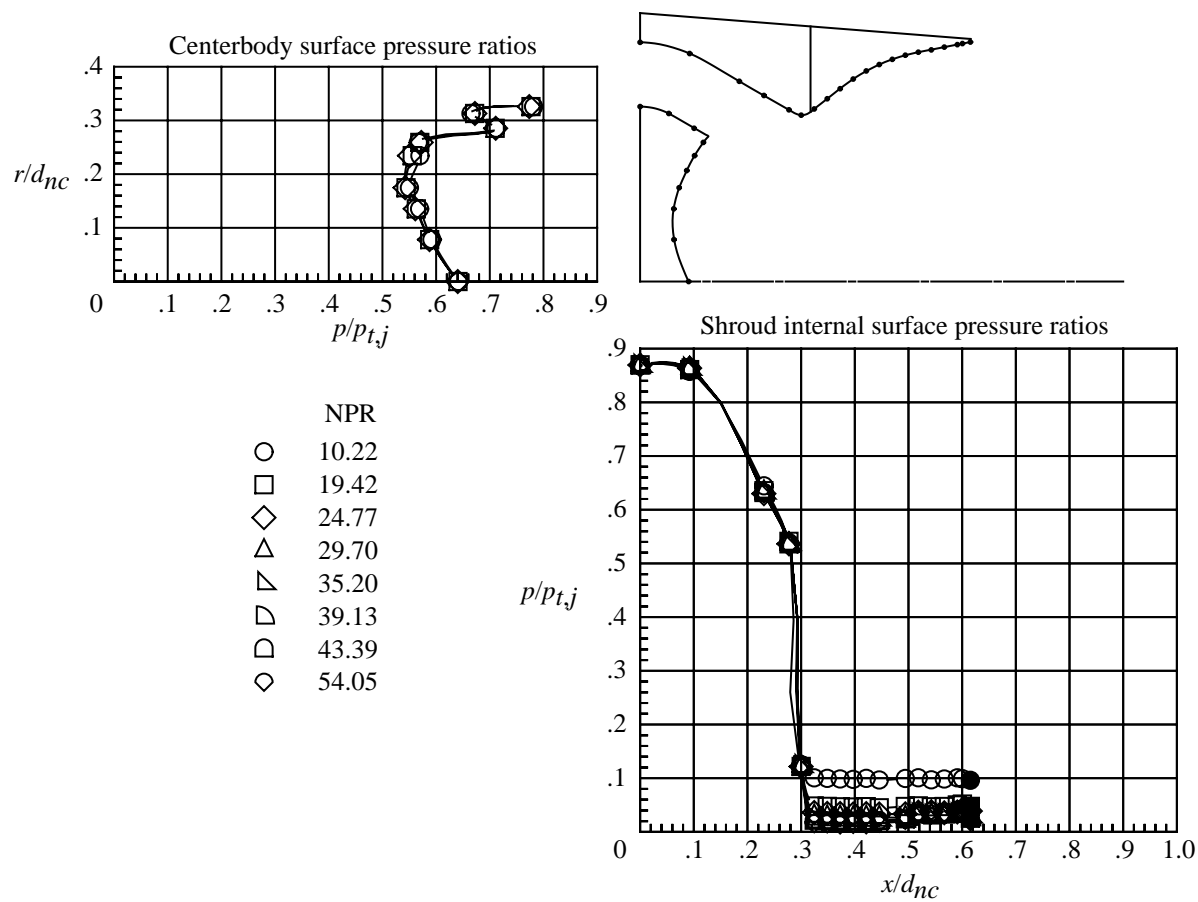 Centerbody surface pressure ratios
.4
.3
r/dnc
.2
.1
0 .1 .2 .3 .4 .5 .6 .7 .8 .9
p/pt,j
NPR
10.22
19.42
24.77
29.70
35.20
39.13
43.39
54.05
Shroud internal surface pressure ratios
.9
.8
.7
.6
.5
p/pt,j
.4
.3
.2
.1
0 .1 .2 .3 .4 .5 .6 .7 .8 .9 1.0
x/dnc